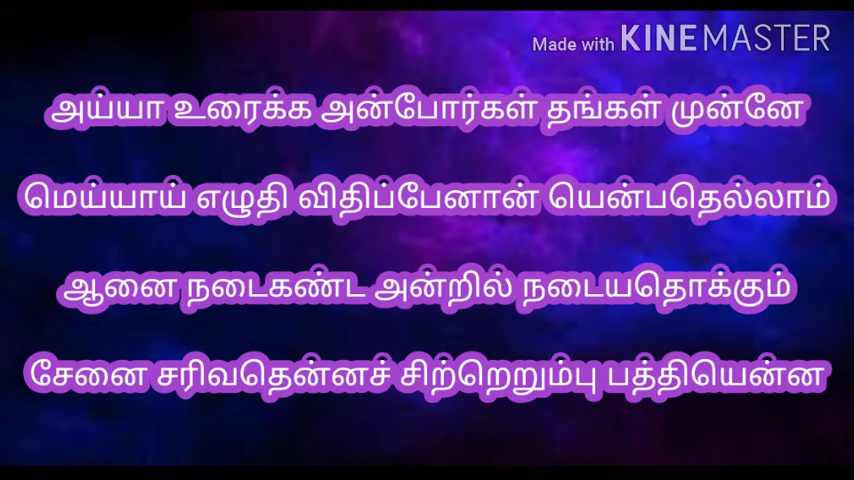 Made with KINEMASTER
அய்யா உரைக்க அன்போர்கள் தங்கள் முன்னே
மெய்யாய் எழுதி விதிப்பேனான் யென்பதெல்லாம்
ஆனை நடைகண்ட அன்றில் நடையதொக்கும்
சேனை சரிவதென்னச் சிற்றெறும்பு பத்தியென்ன